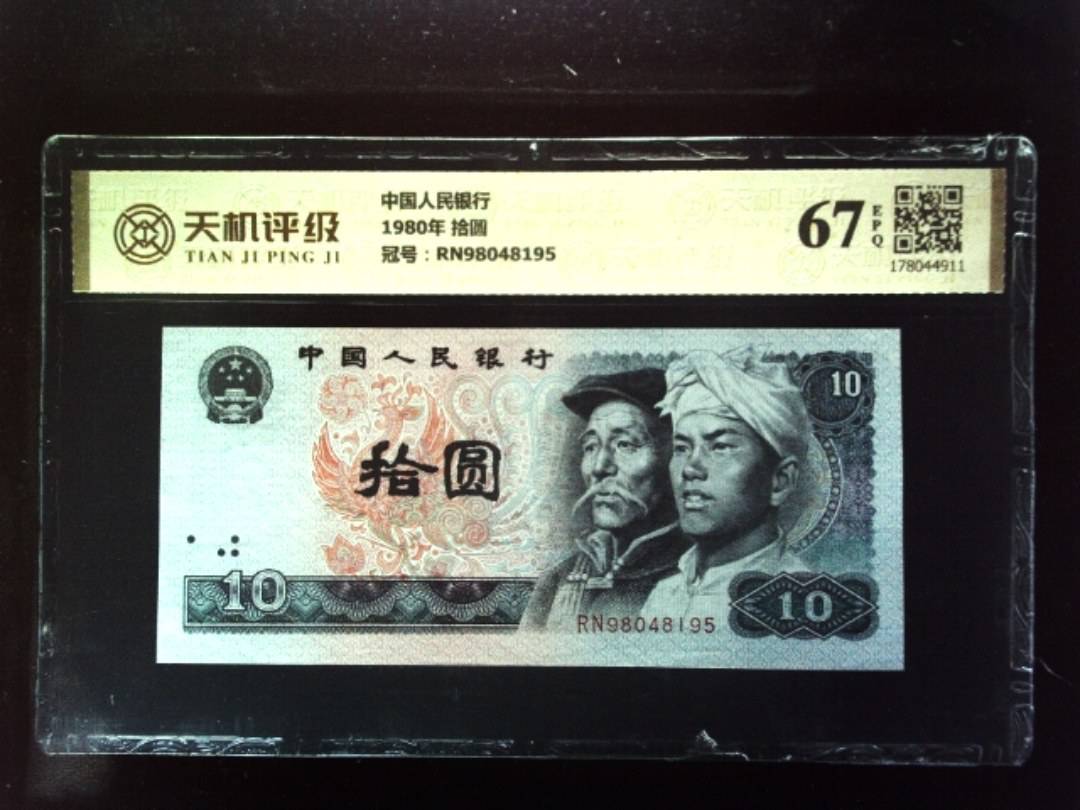 天机评级
TIAN JI PING JI
中国人民银行
1980年 拾圆
冠号：RN98048195
67
EPQ
178044911
中国人民银行
10
拾圆
10
RN98048195
10